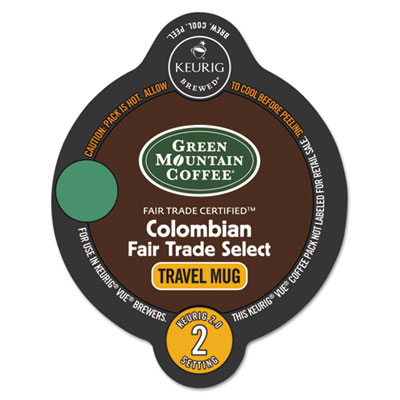 BREW. COOL. PEEL.
KEURIG
BREWED®
CAUTION: PACK IS HOT. ALLOW TO COOL BEFORE PEELING.
GREEN
MOUNTAIN
COFFEE®
FAIR TRADE CERTIFIED™
Colombian
Fair Trade Select
TRAVEL MUG
FOR USE IN KEURIG® VUE® BREWERS.
THIS KEURIG® VUE® COFFEE PACK NOT LABELED FOR RETAIL SALE.
KEURIG 2.0
2
SETTING